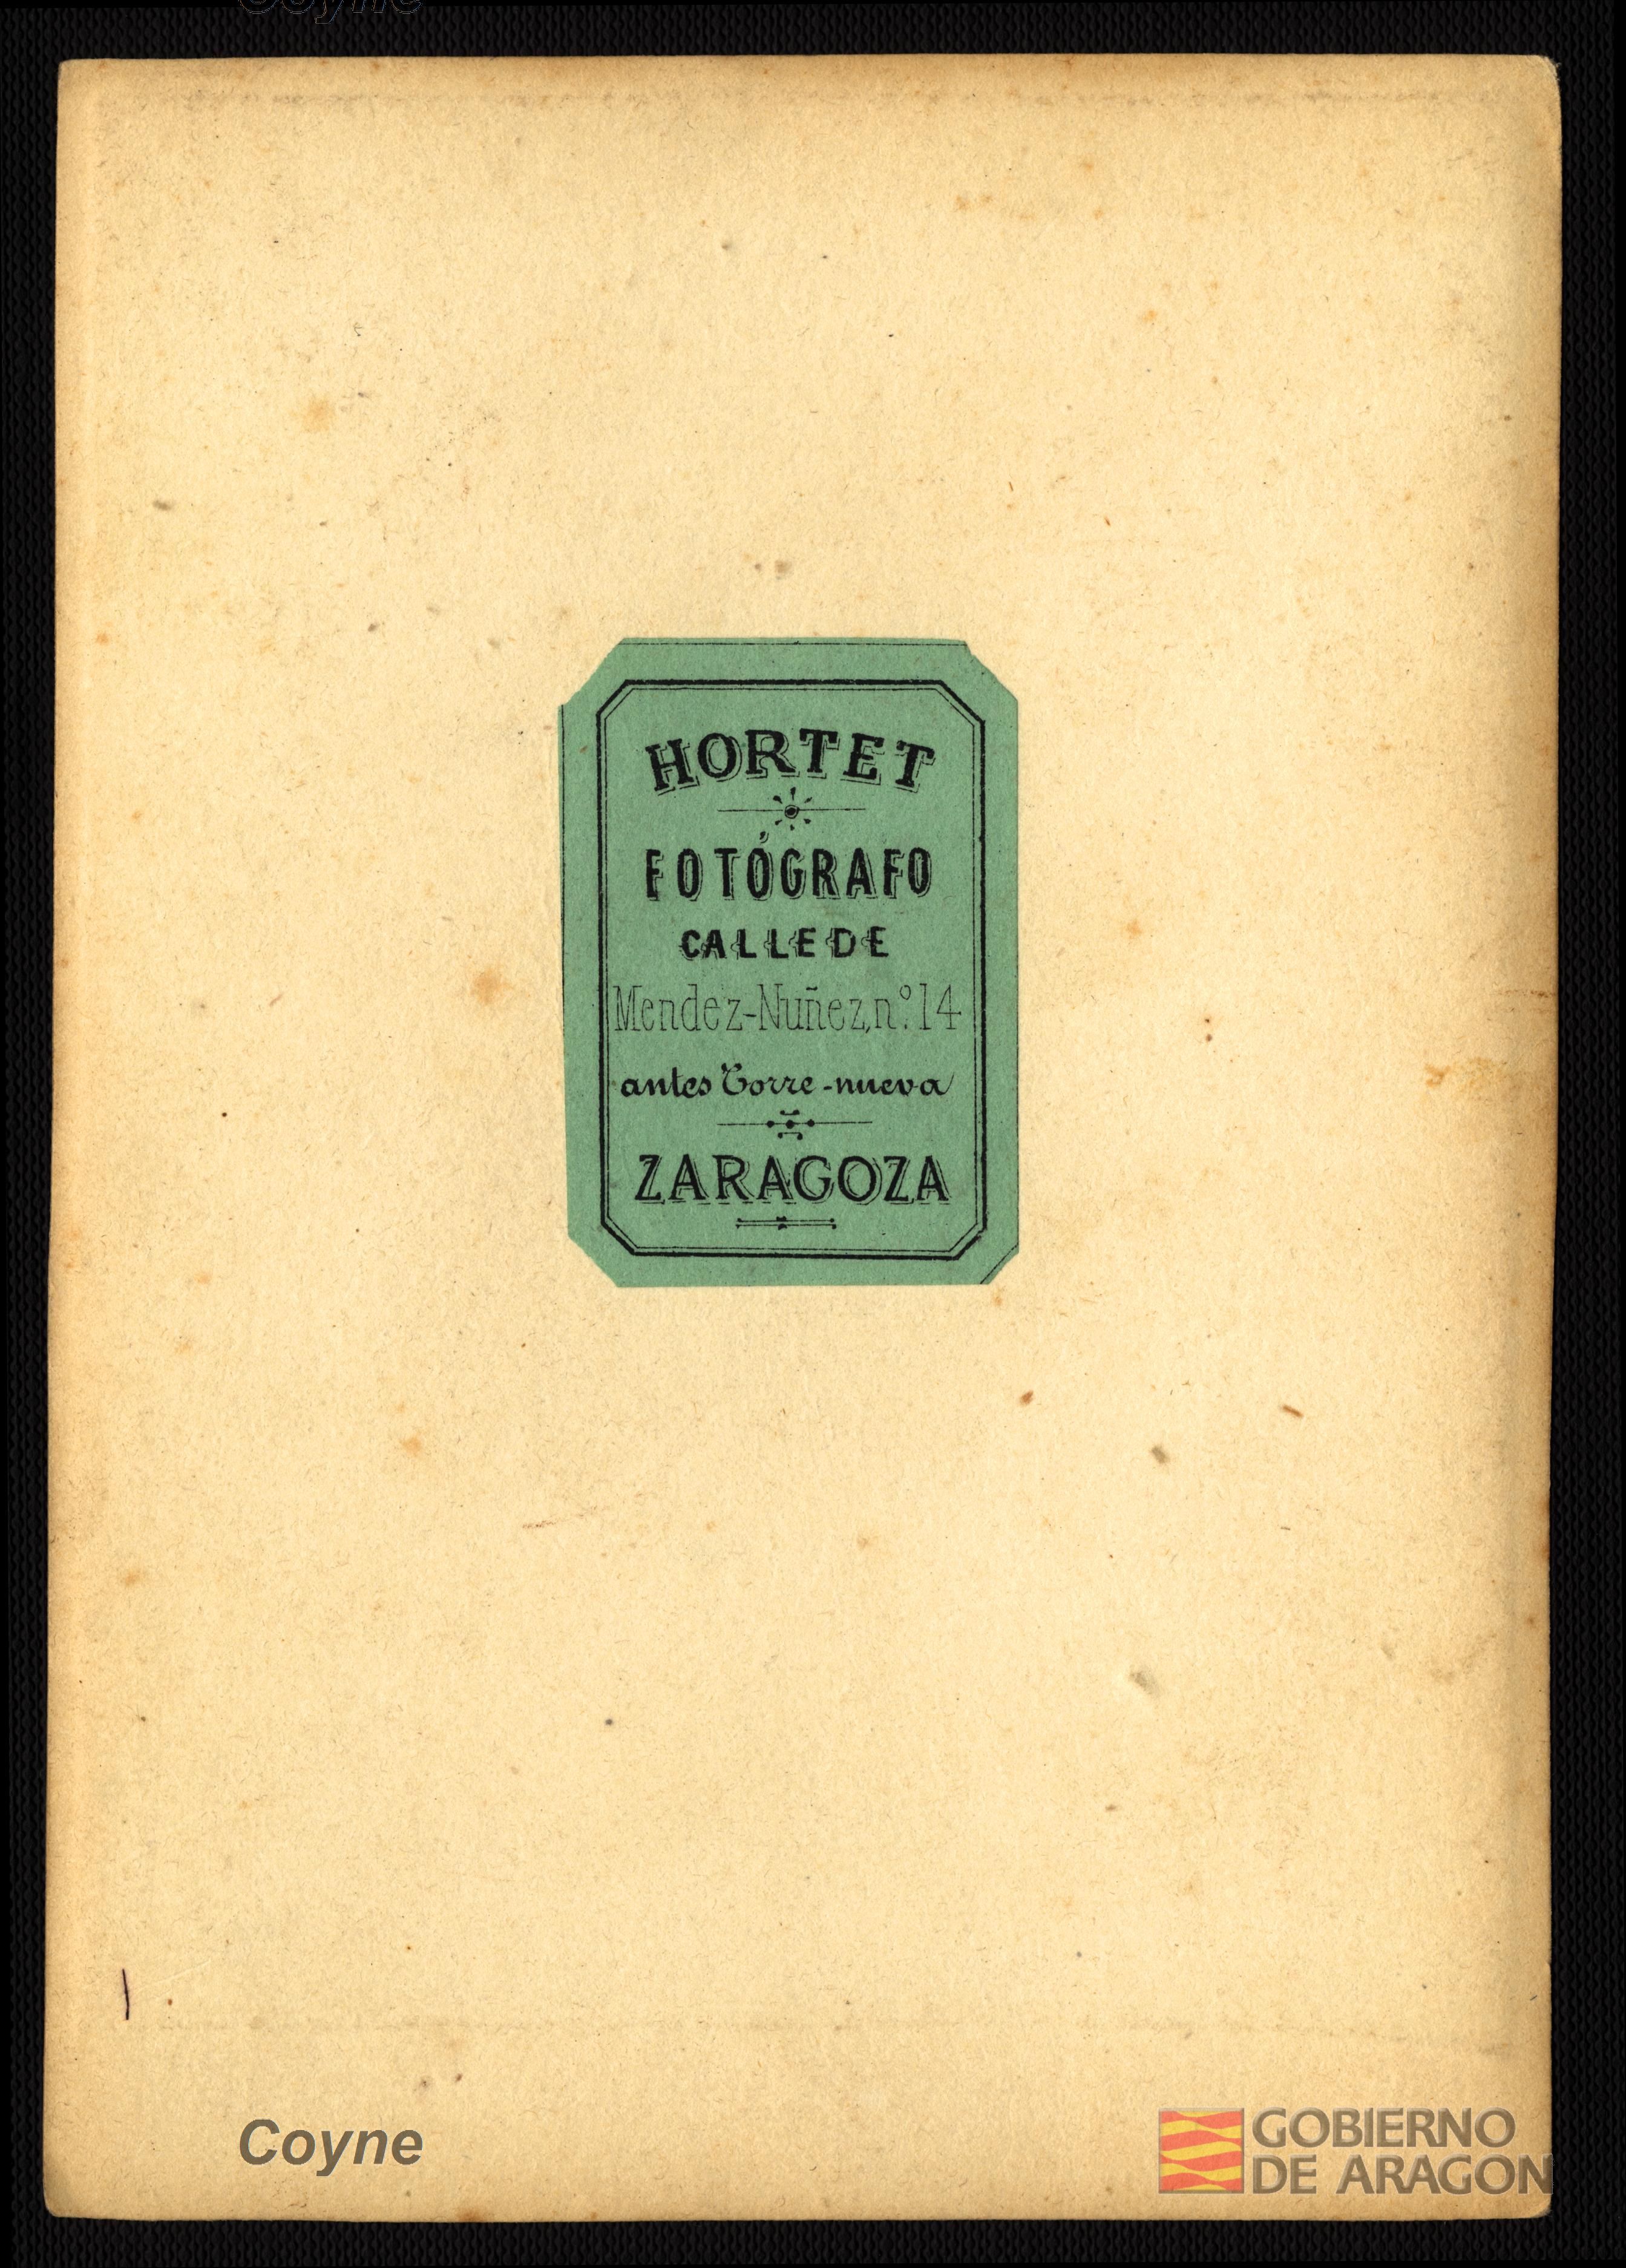 HORTET
FOTÓGRAFO
CALLE DE
Mendez-Nuñez, n.º 14
antes Torre-nueva
ZARAGOZA
Coyne
GOBIERNO
DE ARAGON